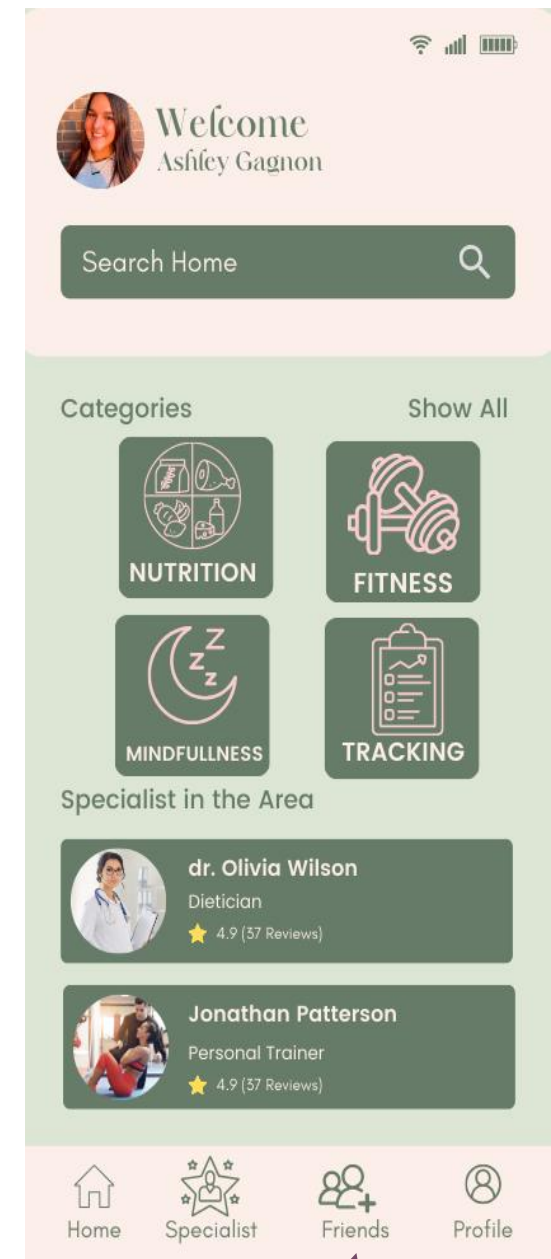 Welcome
Ashley Gagnon
Search Home
Categories Show All
NUTRITION FITNESS
MINDFULLNESS TRACKING
Specialist in the Area
dr. Olivia Wilson
Dietician
4.9 (37 Reviews)
Jonathan Patterson
Personal Trainer
4.9 (37 Reviews)
Home Specialist Friends Profile